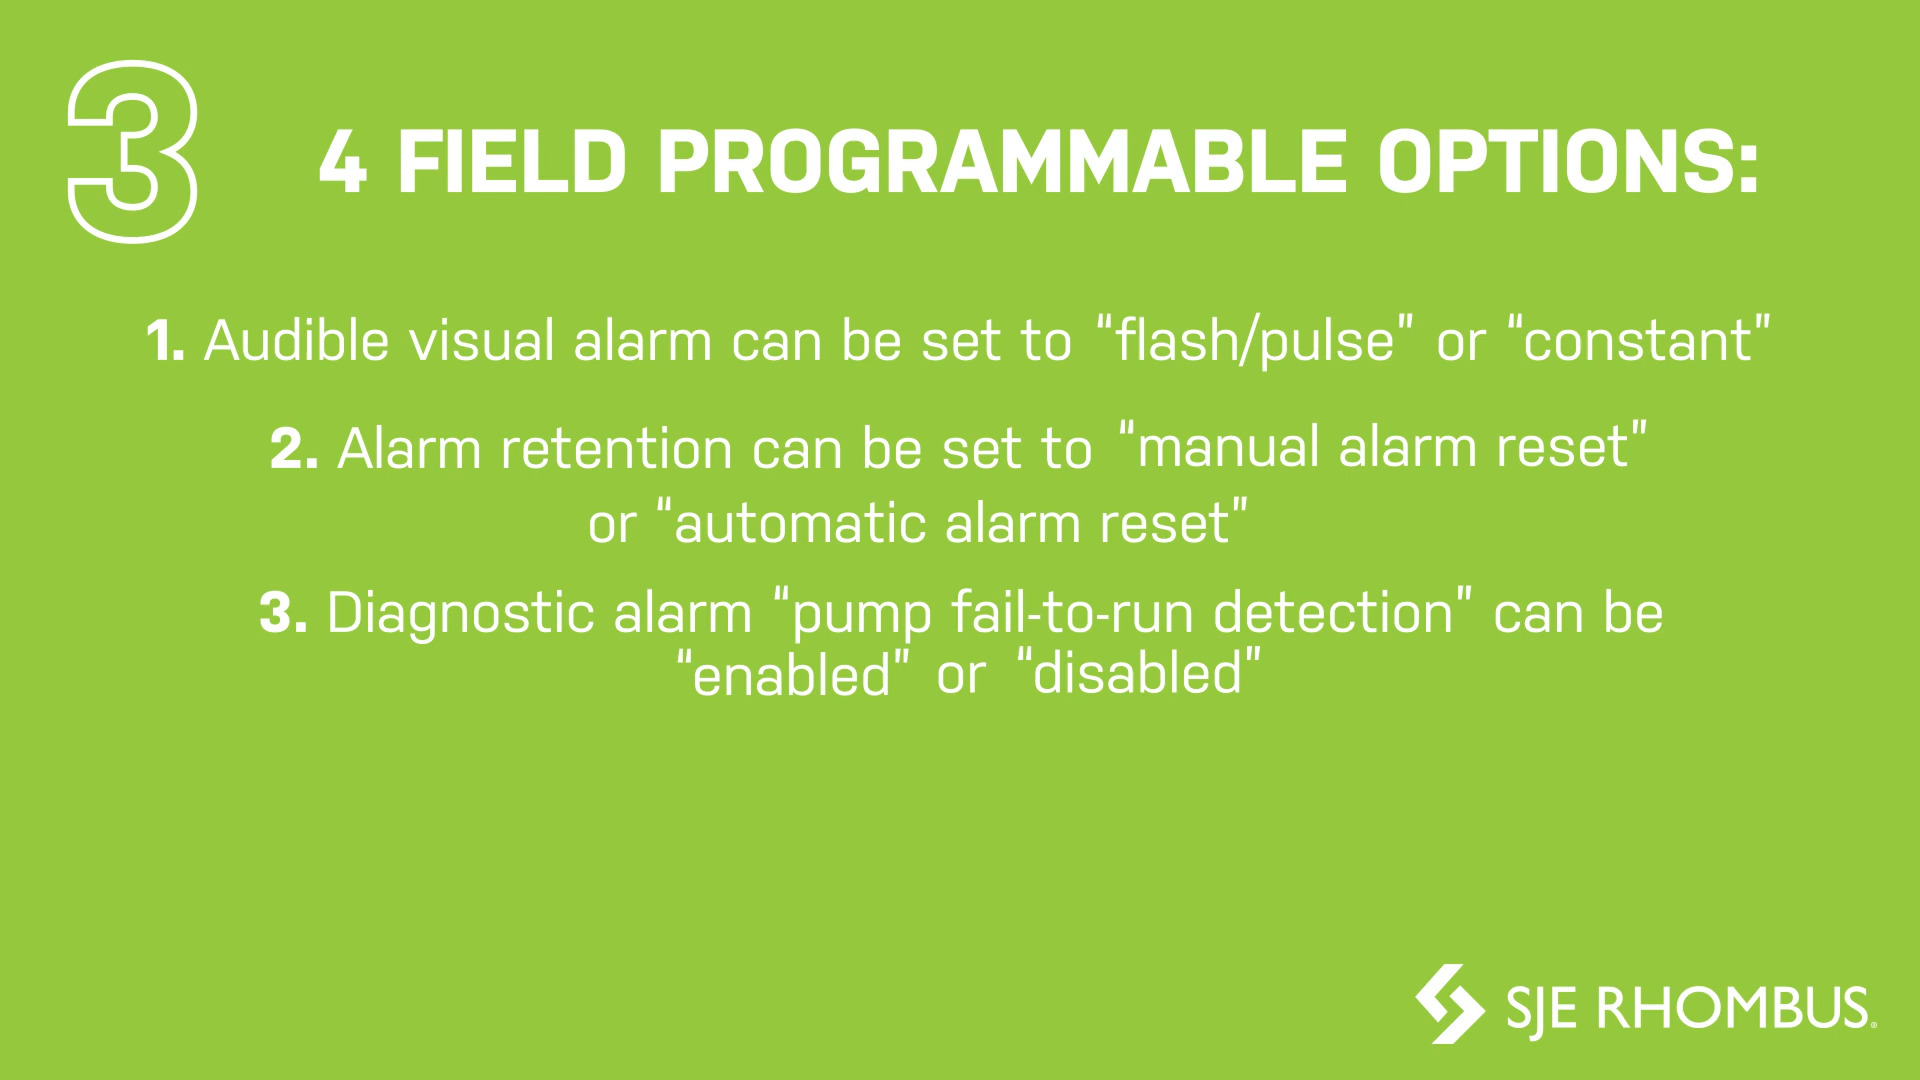 3
4 FIELD PROGRAMMABLE OPTIONS:
1. Audible visual alarm can be set to “flash/pulse” or “constant”
2. Alarm retention can be set to “manual alarm reset”
or “automatic alarm reset”
3. Diagnostic alarm “pump fail-to-run detection” can be
“enabled” or “disabled”
SJE RHOMBUS®